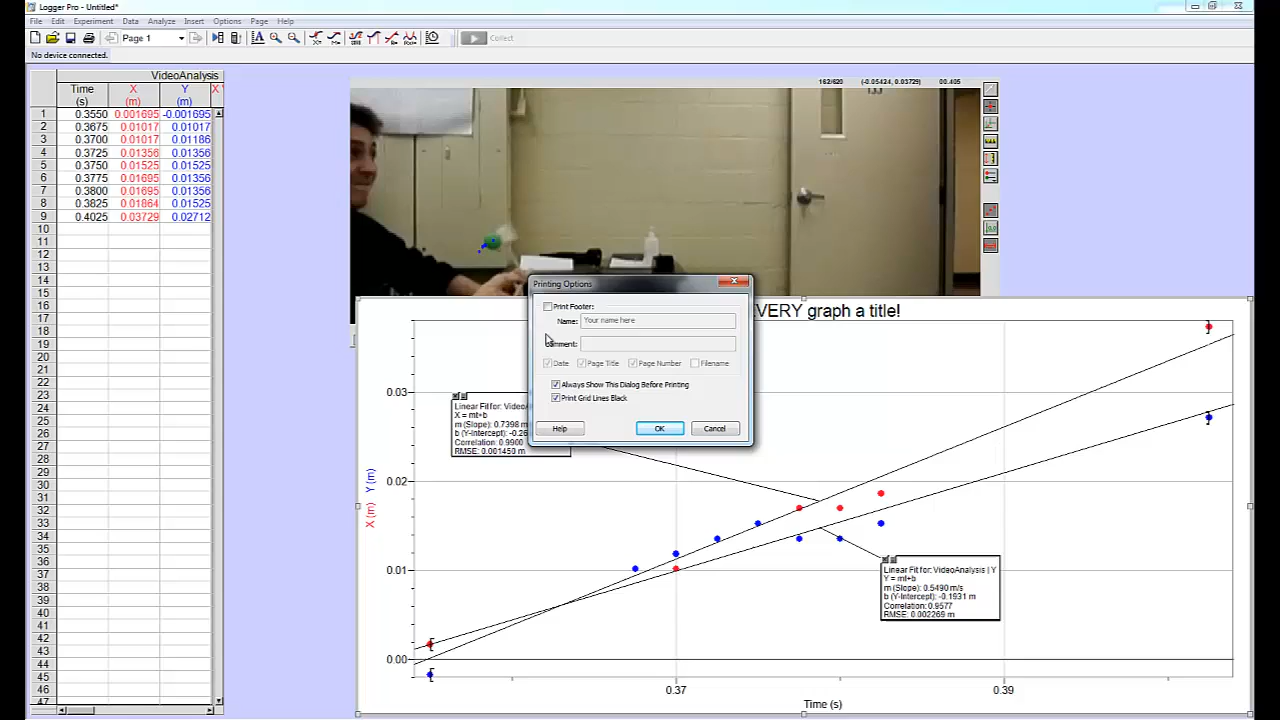 Logger Pro - Untitled*
File Edit Experiment Data Analyze Insert Options Page Help
Page 1
Collect
No device connected.
VideoAnalysis
Time X Y X
(s) (m) (m)
1 0.3550 0.001695 -0.001695
2 0.3675 0.01017 0.01017
3 0.3700 0.01017 0.01186
4 0.3725 0.01356 0.01356
5 0.3750 0.01525 0.01525
6 0.3775 0.01695 0.01356
7 0.3800 0.01695 0.01356
8 0.3825 0.01864 0.01525
9 0.4025 0.03729 0.02712
10
11
12
13
14
15
16
17
18
19
20
21
22
23
24
25
26
27
28
29
30
31
32
33
34
35
36
37
38
39
40
41
42
43
44
45
46
47
162/620 (-0.05424, 0.03729) 00.405
133
VERY graph a title!
Printing Options
Print Footer:
Name: Your name here
Comment:
Date Page Title Page Number Filename
Always Show This Dialog Before Printing
Print Grid Lines Black
Help OK Cancel
Linear Fit for: VideoA
X = mt+b
m (Slope): 0.7398 m/s
b (Y-Intercept): -0.26
Correlation: 0.9900
RMSE: 0.001450 m
Linear Fit for: VideoAnalysis | Y
Y = mt+b
m (Slope): 0.5490 m/s
b (Y-Intercept): -0.1931 m
Correlation: 0.9577
RMSE: 0.002269 m
0.03
0.02
0.01
0.00
X (m) Y (m)
0.37 0.39
Time (s)